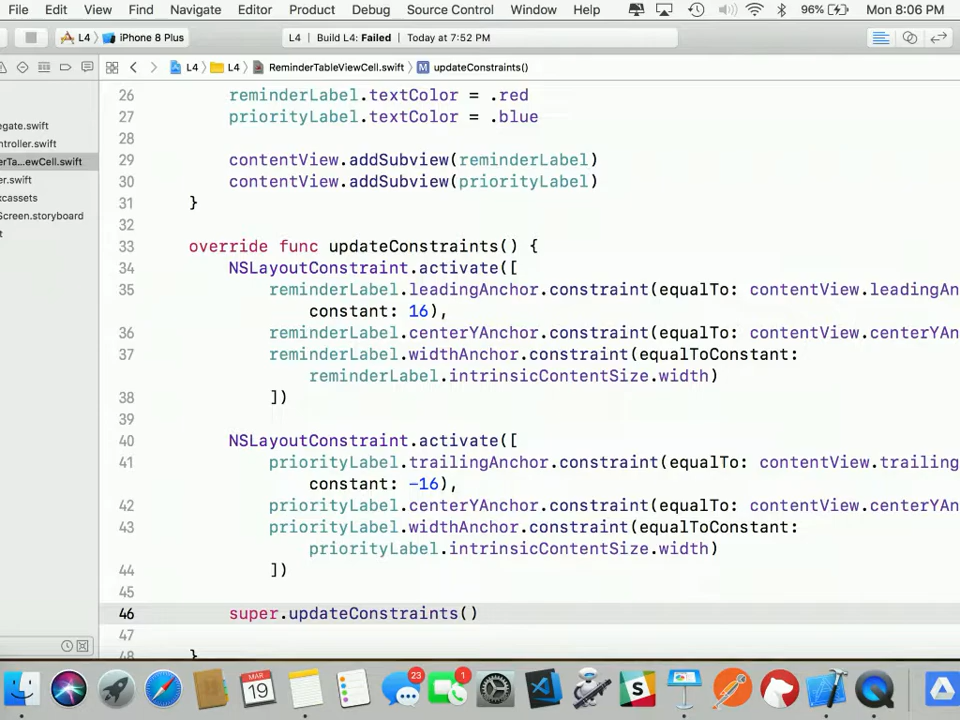 File Edit View Find Navigate Editor Product Debug Source Control Window Help 96% Mon 8:06 PM
L4 iPhone 8 Plus L4 | Build L4: Failed | Today at 7:52 PM
L4 L4 ReminderTableViewCell.swift M updateConstraints()
egate.swift
ntroller.swift
erTa...ewCell.swift
er.swift
xcassets
Screen.storyboard
t
26 reminderLabel.textColor = .red
27 priorityLabel.textColor = .blue
28
29 contentView.addSubview(reminderLabel)
30 contentView.addSubview(priorityLabel)
31 }
32
33 override func updateConstraints() {
34 NSLayoutConstraint.activate([
35 reminderLabel.leadingAnchor.constraint(equalTo: contentView.leadingAn
constant: 16),
36 reminderLabel.centerYAnchor.constraint(equalTo: contentView.centerYAn
37 reminderLabel.widthAnchor.constraint(equalToConstant:
reminderLabel.intrinsicContentSize.width)
38 ])
39
40 NSLayoutConstraint.activate([
41 priorityLabel.trailingAnchor.constraint(equalTo: contentView.trailing
constant: -16),
42 priorityLabel.centerYAnchor.constraint(equalTo: contentView.centerYAn
43 priorityLabel.widthAnchor.constraint(equalToConstant:
priorityLabel.intrinsicContentSize.width)
44 ])
45
46 super.updateConstraints()
47
48 }
MAR 19 23 1 S